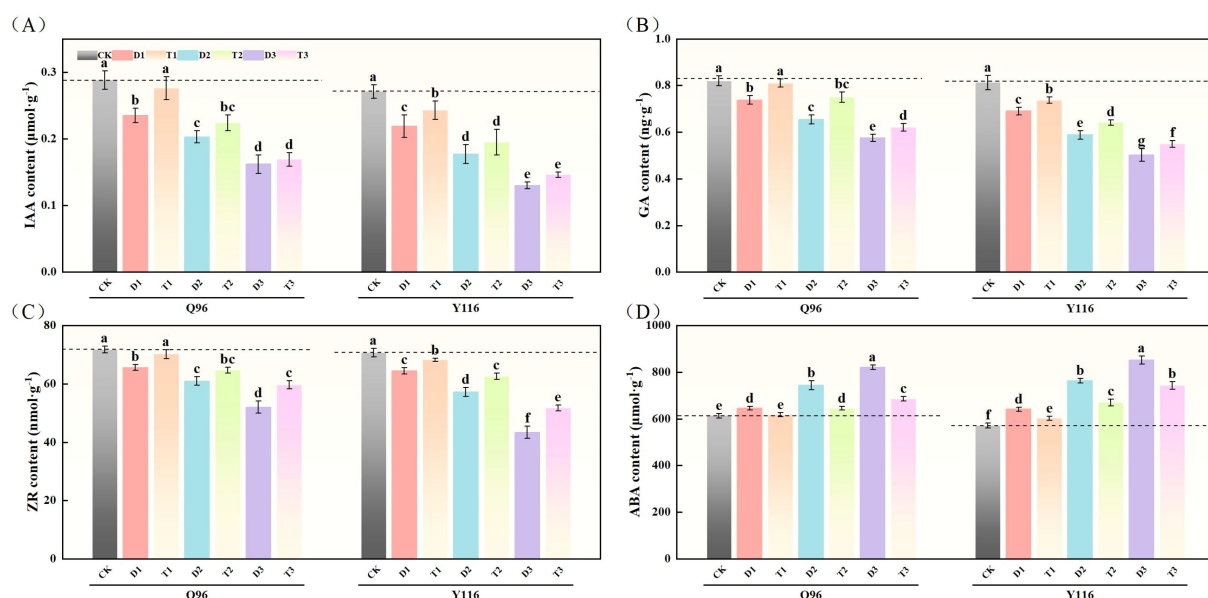 (A)
CK D1 T1 D2 T2 D3 T3
IAA content (μmol·g⁻¹)
0.3
0.2
0.1
0.0
a b a c bc d d
a c b d d e e
CK D1 T1 D2 T2 D3 T3
CK D1 T1 D2 T2 D3 T3
Q96 Y116
(B)
GA content (ng·g⁻¹)
1.0
0.8
0.6
0.4
0.2
0.0
a b a c bc e d
a c b e d g f
CK D1 T1 D2 T2 D3 T3
CK D1 T1 D2 T2 D3 T3
Q96 Y116
(C)
ZR content (nmol·g⁻¹)
80
60
40
20
0
a b a c bc d c
a c b d c f e
CK D1 T1 D2 T2 D3 T3
CK D1 T1 D2 T2 D3 T3
Q96 Y116
(D)
ABA content (μmol·g⁻¹)
1000
800
600
400
200
0
e d e b d a c
f d e b c a b
CK D1 T1 D2 T2 D3 T3
CK D1 T1 D2 T2 D3 T3
Q96 Y116